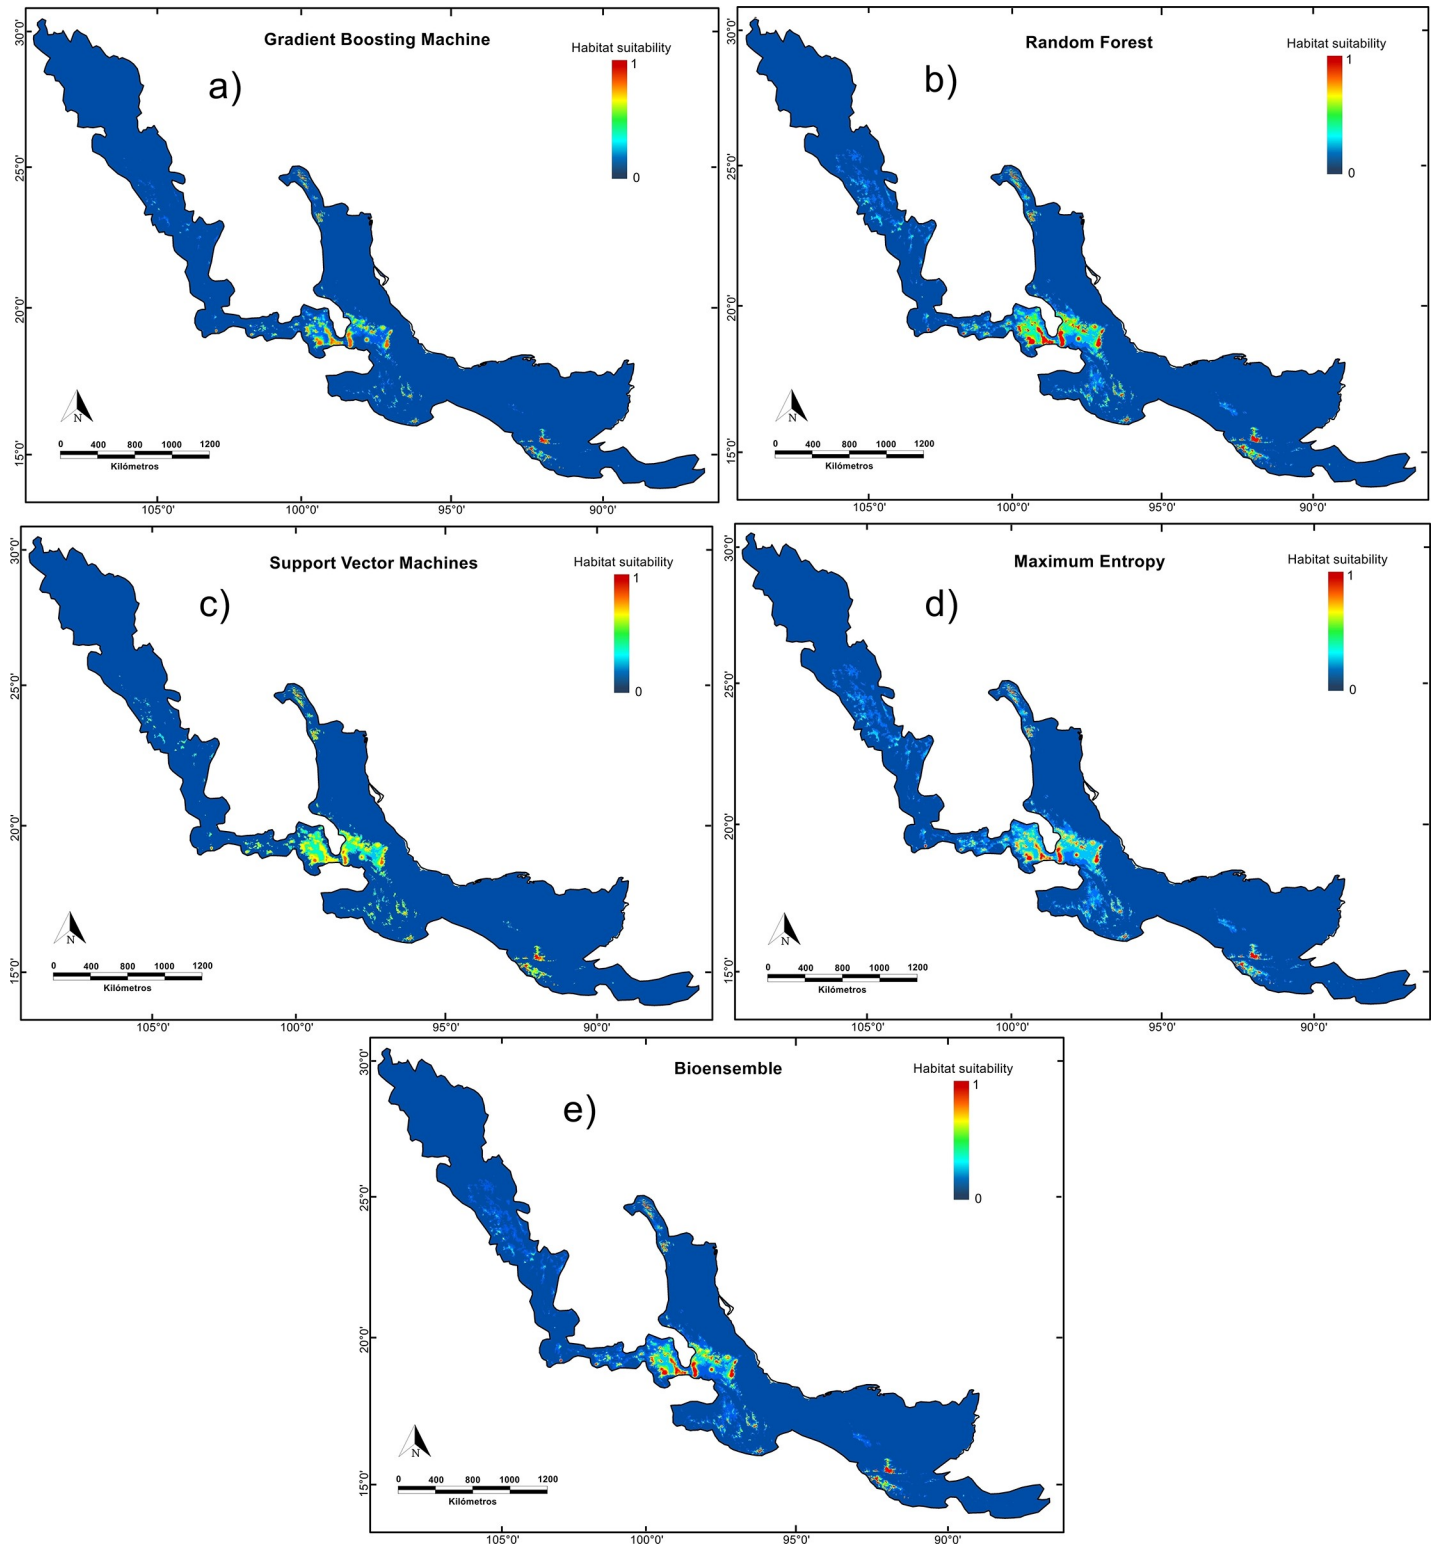 Gradient Boosting Machine
a)
Habitat suitability
1
0
30°0'
25°0'
20°0'
15°0'
N
0 400 800 1000 1200
Kilómetros
105°0' 100°0' 95°0' 90°0'
Random Forest
b)
Habitat suitability
1
0
30°0'
25°0'
20°0'
15°0'
N
0 400 800 1000 1200
Kilómetros
105°0' 100°0' 95°0' 90°0'
Support Vector Machines
c)
Habitat suitability
1
0
30°0'
25°0'
20°0'
15°0'
N
0 400 800 1000 1200
Kilómetros
105°0' 100°0' 95°0' 90°0'
Maximum Entropy
d)
Habitat suitability
1
0
30°0'
25°0'
20°0'
15°0'
N
0 400 800 1000 1200
Kilómetros
105°0' 100°0' 95°0' 90°0'
Bioensemble
e)
Habitat suitability
1
0
30°0'
25°0'
20°0'
15°0'
N
0 400 800 1000 1200
Kilómetros
105°0' 100°0' 95°0' 90°0'